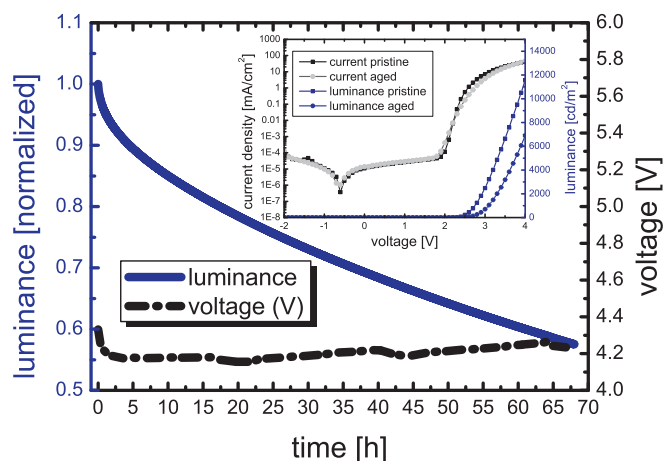 luminance [normalized]
1.1
1.0
0.9
0.8
0.7
0.6
0.5
0 5 10 15 20 25 30 35 40 45 50 55 60 65 70
time [h]
6.0
5.8
5.6
5.4
5.2
5.0
4.8
4.6
4.4
4.2
4.0
voltage [V]
luminance
voltage (V)
current density [mA/cm²]
1000
100
10
1
0.1
0.01
1E-3
1E-4
1E-5
1E-6
1E-7
1E-8
-2 -1 0 1 2 3 4
voltage [V]
14000
12000
10000
8000
6000
4000
2000
0
luminance [cd/m²]
current pristine
current aged
luminance pristine
luminance aged